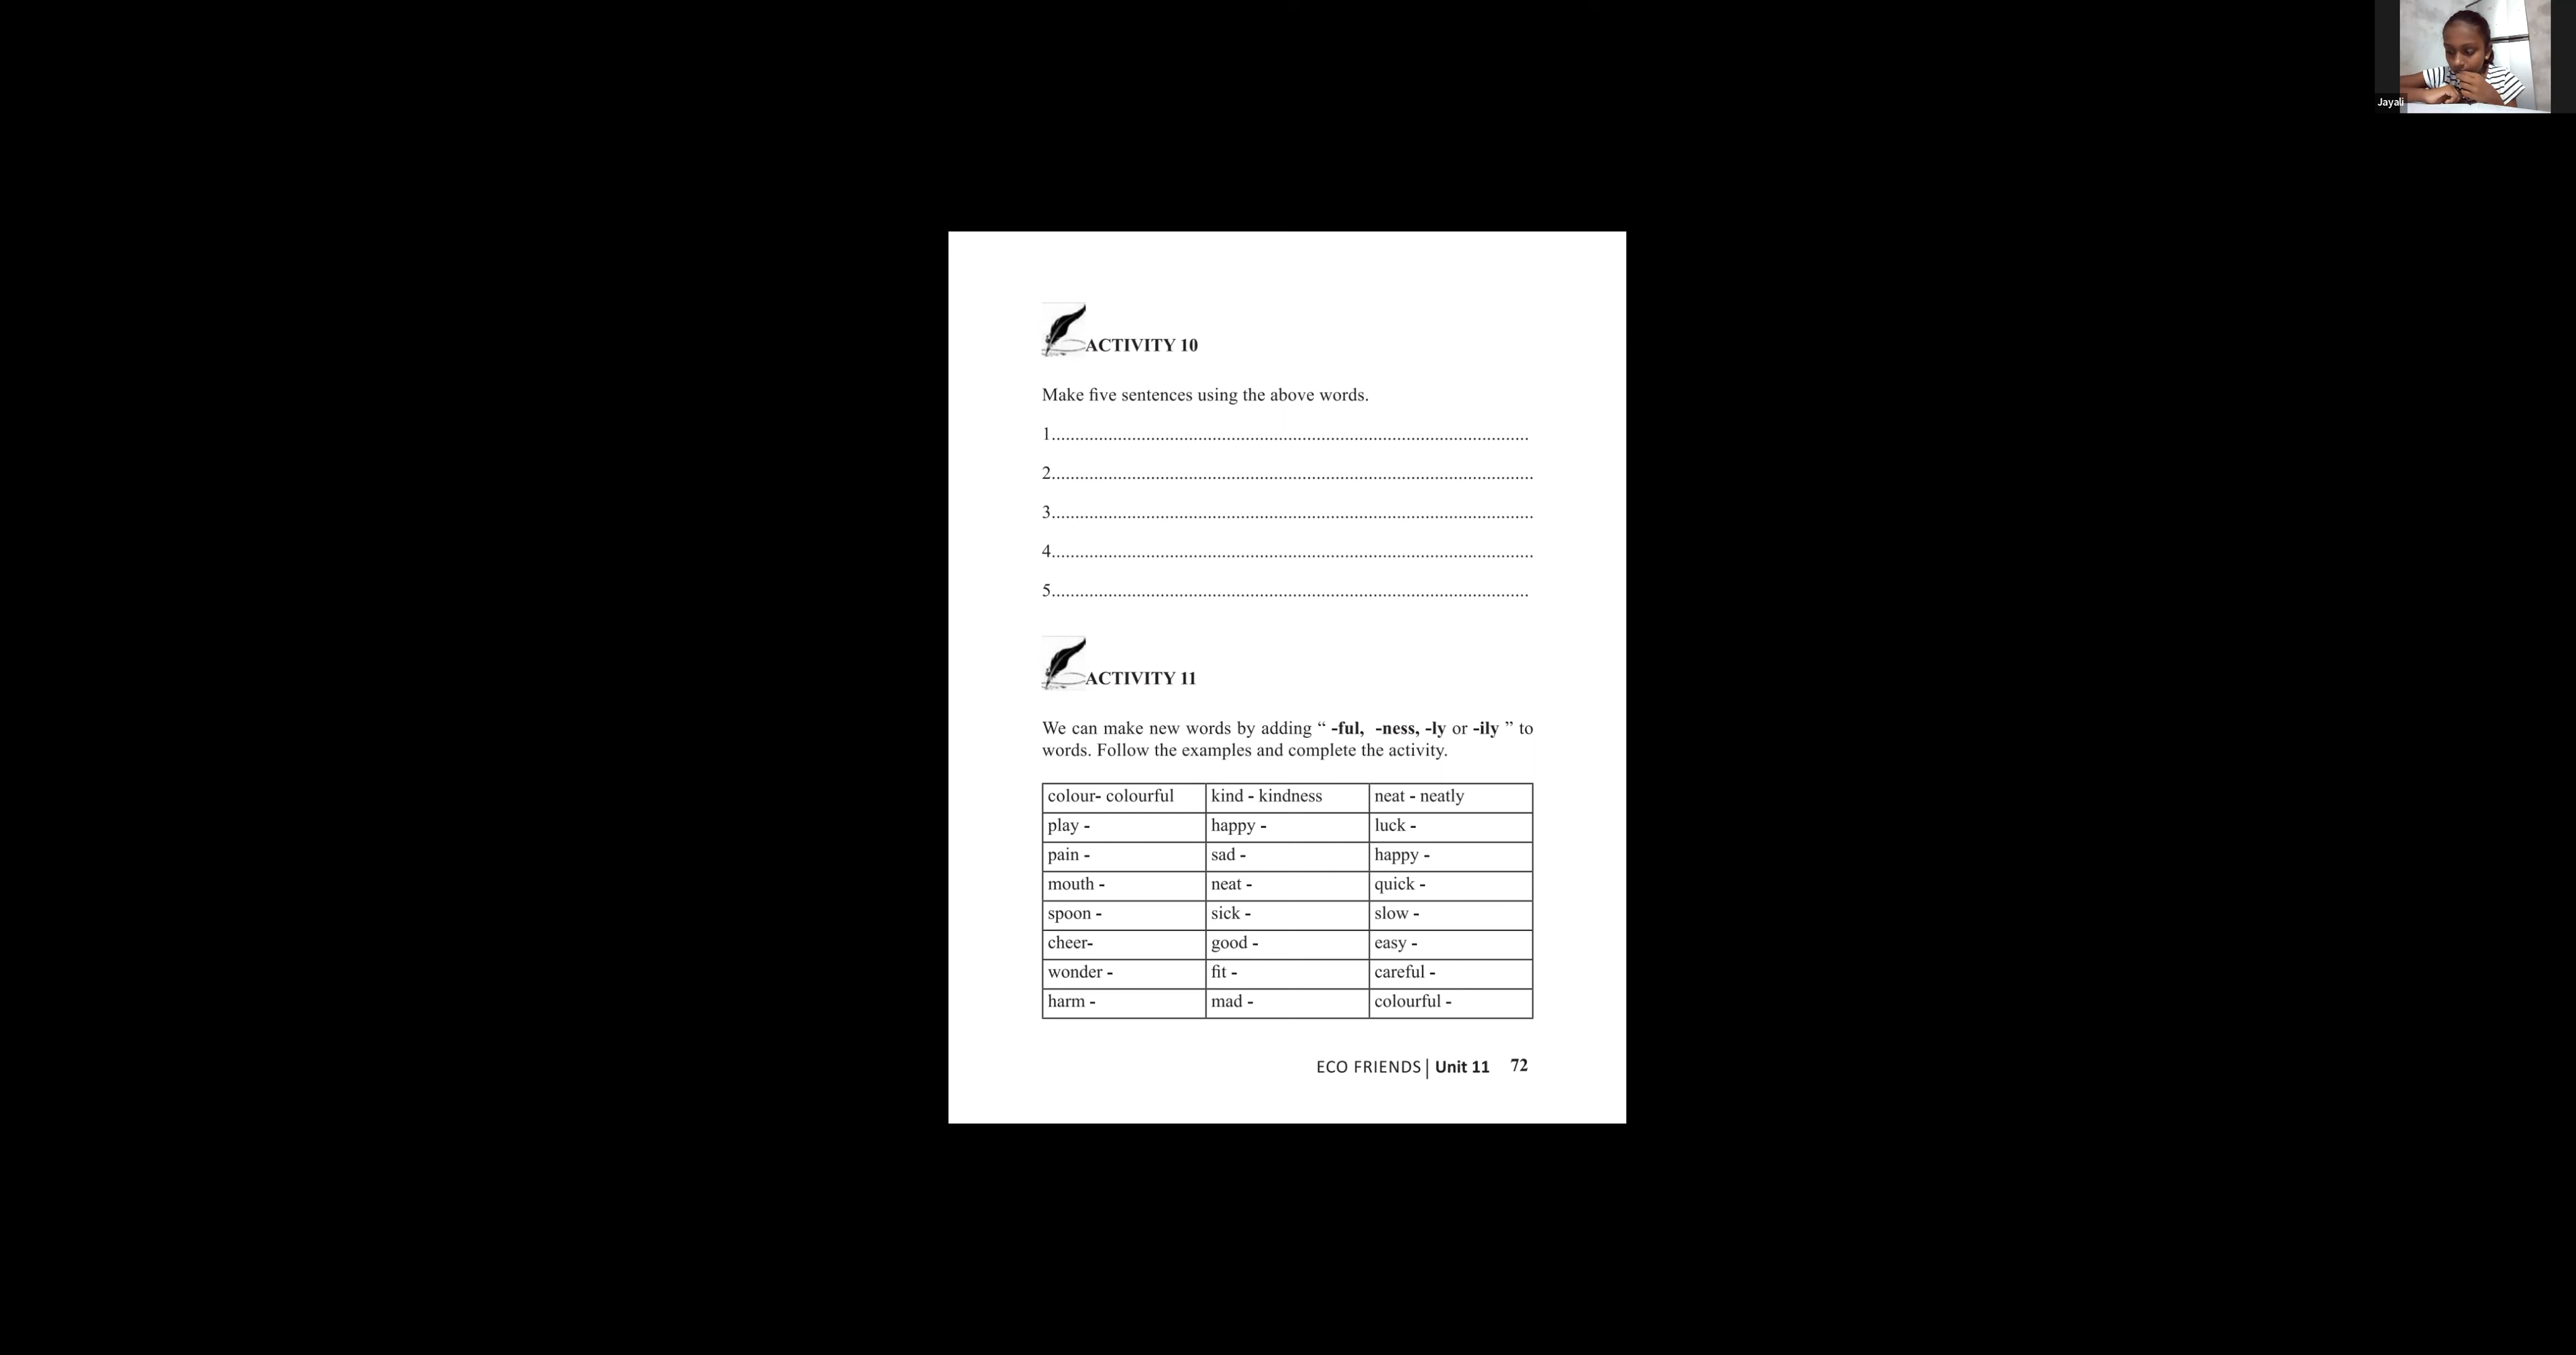 Jayali
ACTIVITY 10
Make five sentences using the above words.
1.......................................................................................................
2.......................................................................................................
3.......................................................................................................
4.......................................................................................................
5.......................................................................................................
ACTIVITY 11
We can make new words by adding “ -ful, -ness, -ly or -ily ” to
words. Follow the examples and complete the activity.
colour- colourful kind - kindness neat - neatly
play - happy - luck -
pain - sad - happy -
mouth - neat - quick -
spoon - sick - slow -
cheer- good - easy -
wonder - fit - careful -
harm - mad - colourful -
ECO FRIENDS | Unit 11 72